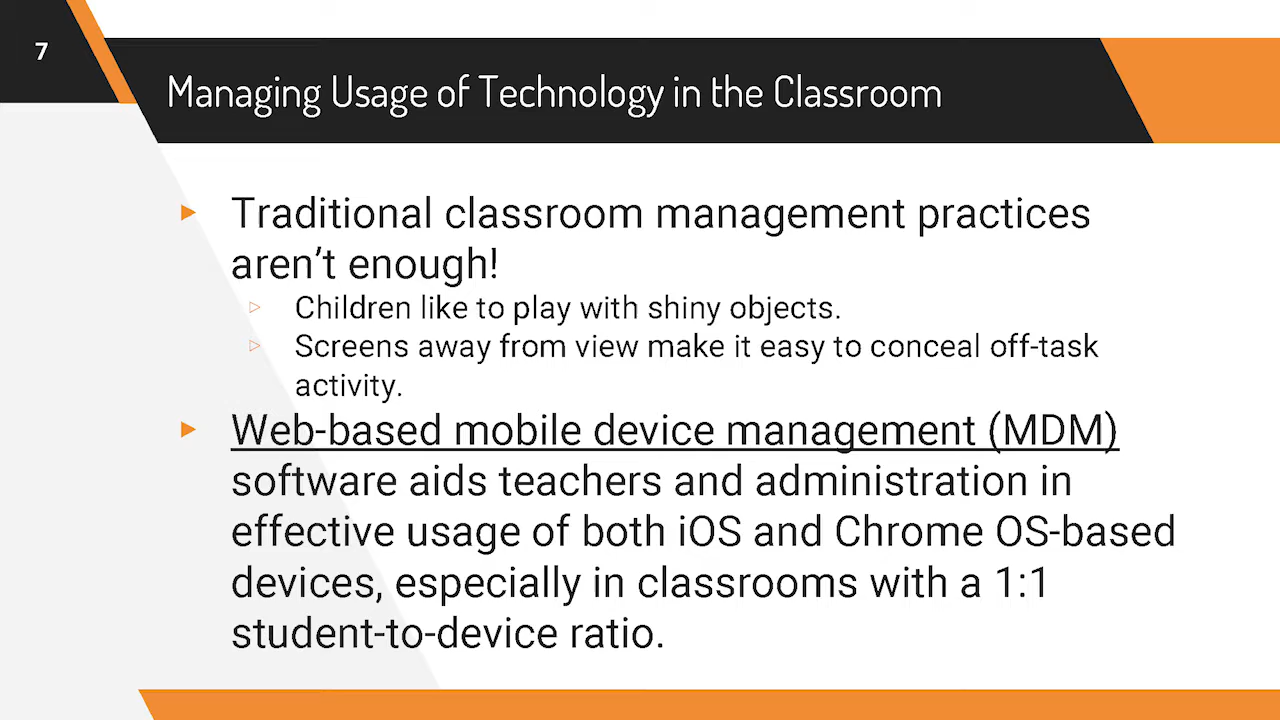 7
Managing Usage of Technology in the Classroom
Traditional classroom management practices
aren’t enough!
Children like to play with shiny objects.
Screens away from view make it easy to conceal off-task
activity.
Web-based mobile device management (MDM)
software aids teachers and administration in
effective usage of both iOS and Chrome OS-based
devices, especially in classrooms with a 1:1
student-to-device ratio.